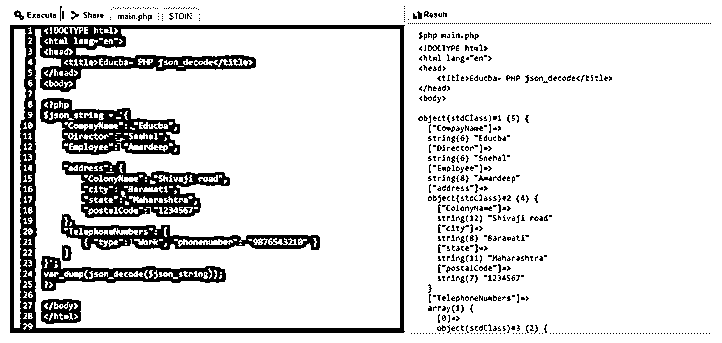 Execute | Share main.php STDIN
1 <!DOCTYPE html>
2 <html lang="en">
3 <head>
4 <title>Educba- PHP json_decode</title>
5 </head>
6 <body>
7
8 <?php
9 $json_string = '{
10 "CompayName": "Educba",
11 "Director": "Snehal",
12 "Employee": "Amardeep",
13
14 "address": {
15 "ColonyName": "Shivaji road",
16 "city": "Baramati",
17 "state": "Maharashtra",
18 "postalCode": "1234567"
19 },
20 "TelephoneNumbers": [
21 { "type": "Work", "phonenumber": "9876543210" }
22 ]
23 }';
24 var_dump(json_decode($json_string));
25 ?>
26
27 </body>
28 </html>
29
Result
$php main.php
<!DOCTYPE html>
<html lang="en">
<head>
<title>Educba- PHP json_decode</title>
</head>
<body>
object(stdClass)#1 (5) {
["CompayName"]=>
string(6) "Educba"
["Director"]=>
string(6) "Snehal"
["Employee"]=>
string(8) "Amardeep"
["address"]=>
object(stdClass)#2 (4) {
["ColonyName"]=>
string(12) "Shivaji road"
["city"]=>
string(8) "Baramati"
["state"]=>
string(11) "Maharashtra"
["postalCode"]=>
string(7) "1234567"
}
["TelephoneNumbers"]=>
array(1) {
[0]=>
object(stdClass)#3 (2) {